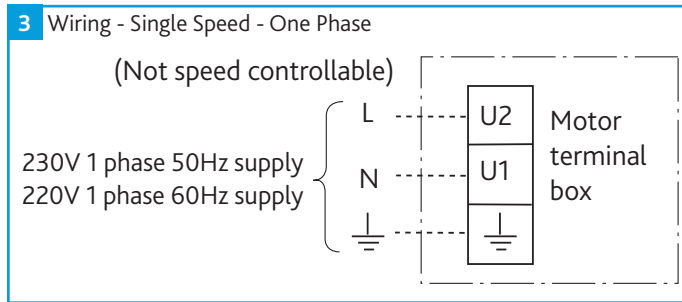 3 Wiring - Single Speed - One Phase
(Not speed controllable)
L
U2
230V 1 phase 50Hz supply
220V 1 phase 60Hz supply
N
U1
Motor
terminal
box